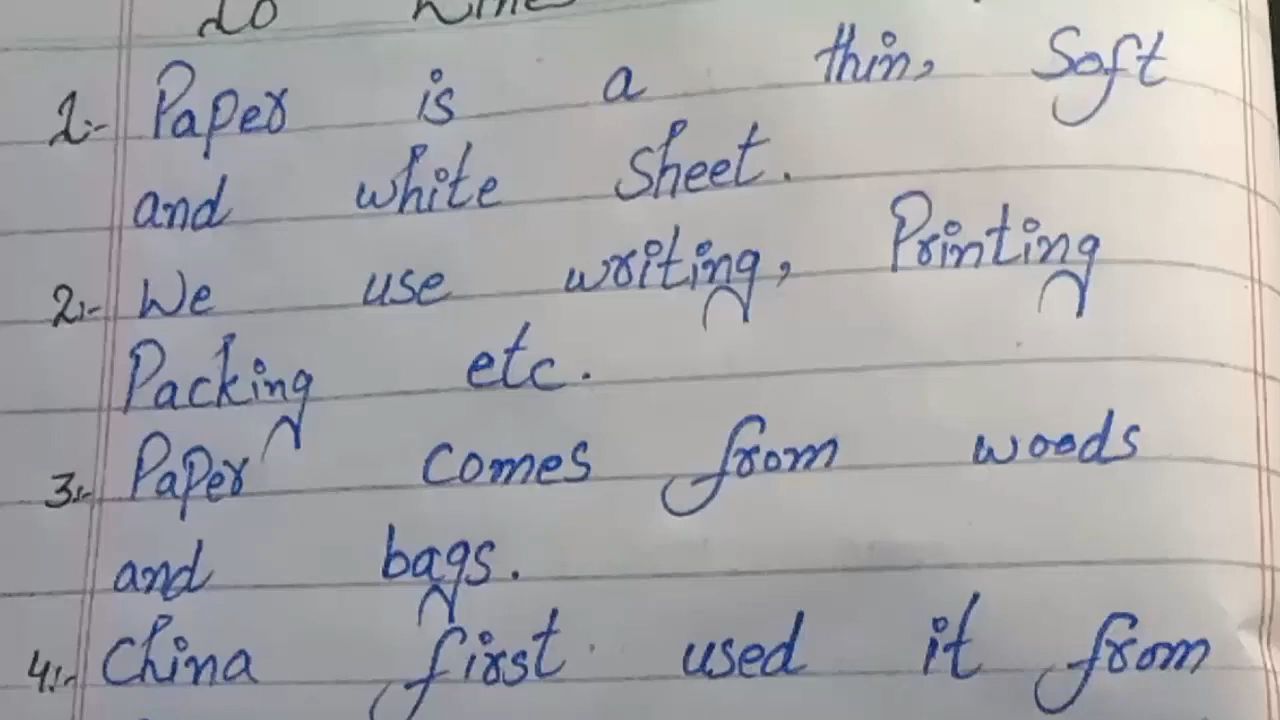 10
1:- Paper is a thin, Soft
and white Sheet.
2:- We use writing, Printing
Packing etc.
3:- PaPer comes from woods
and bags.
4:- China first used it from